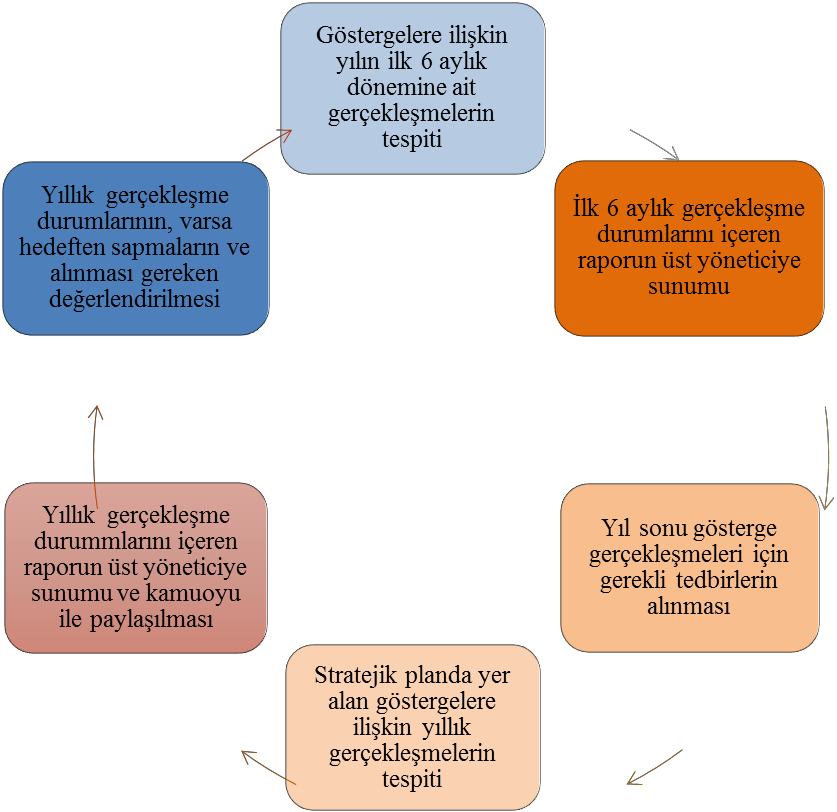 Göstergelere ilişkin
yılın ilk 6 aylık
dönemine ait
gerçekleşmelerin
tespiti
İlk 6 aylık gerçekleşme
durumlarını içeren
raporun üst yöneticiye
sunumu
Yıl sonu gösterge
gerçekleşmeleri için
gerekli tedbirlerin
alınması
Stratejik planda yer
alan göstergelere
ilişkin yıllık
gerçekleşmelerin
tespiti
Yıllık gerçekleşme
durummlarını içeren
raporun üst yöneticiye
sunumu ve kamuoyu
ile paylaşılması
Yıllık gerçekleşme
durumlarının, varsa
hedeften sapmaların ve
alınması gereken
değerlendirilmesi